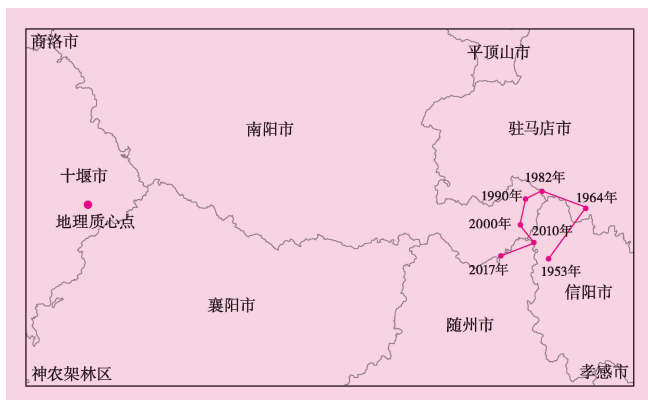 商洛市
平顶山市
南阳市
驻马店市
十堰市
1982年
1990年
1964年
地理质心点
2000年
2010年
2017年
1953年
信阳市
襄阳市
随州市
神农架林区
孝感市